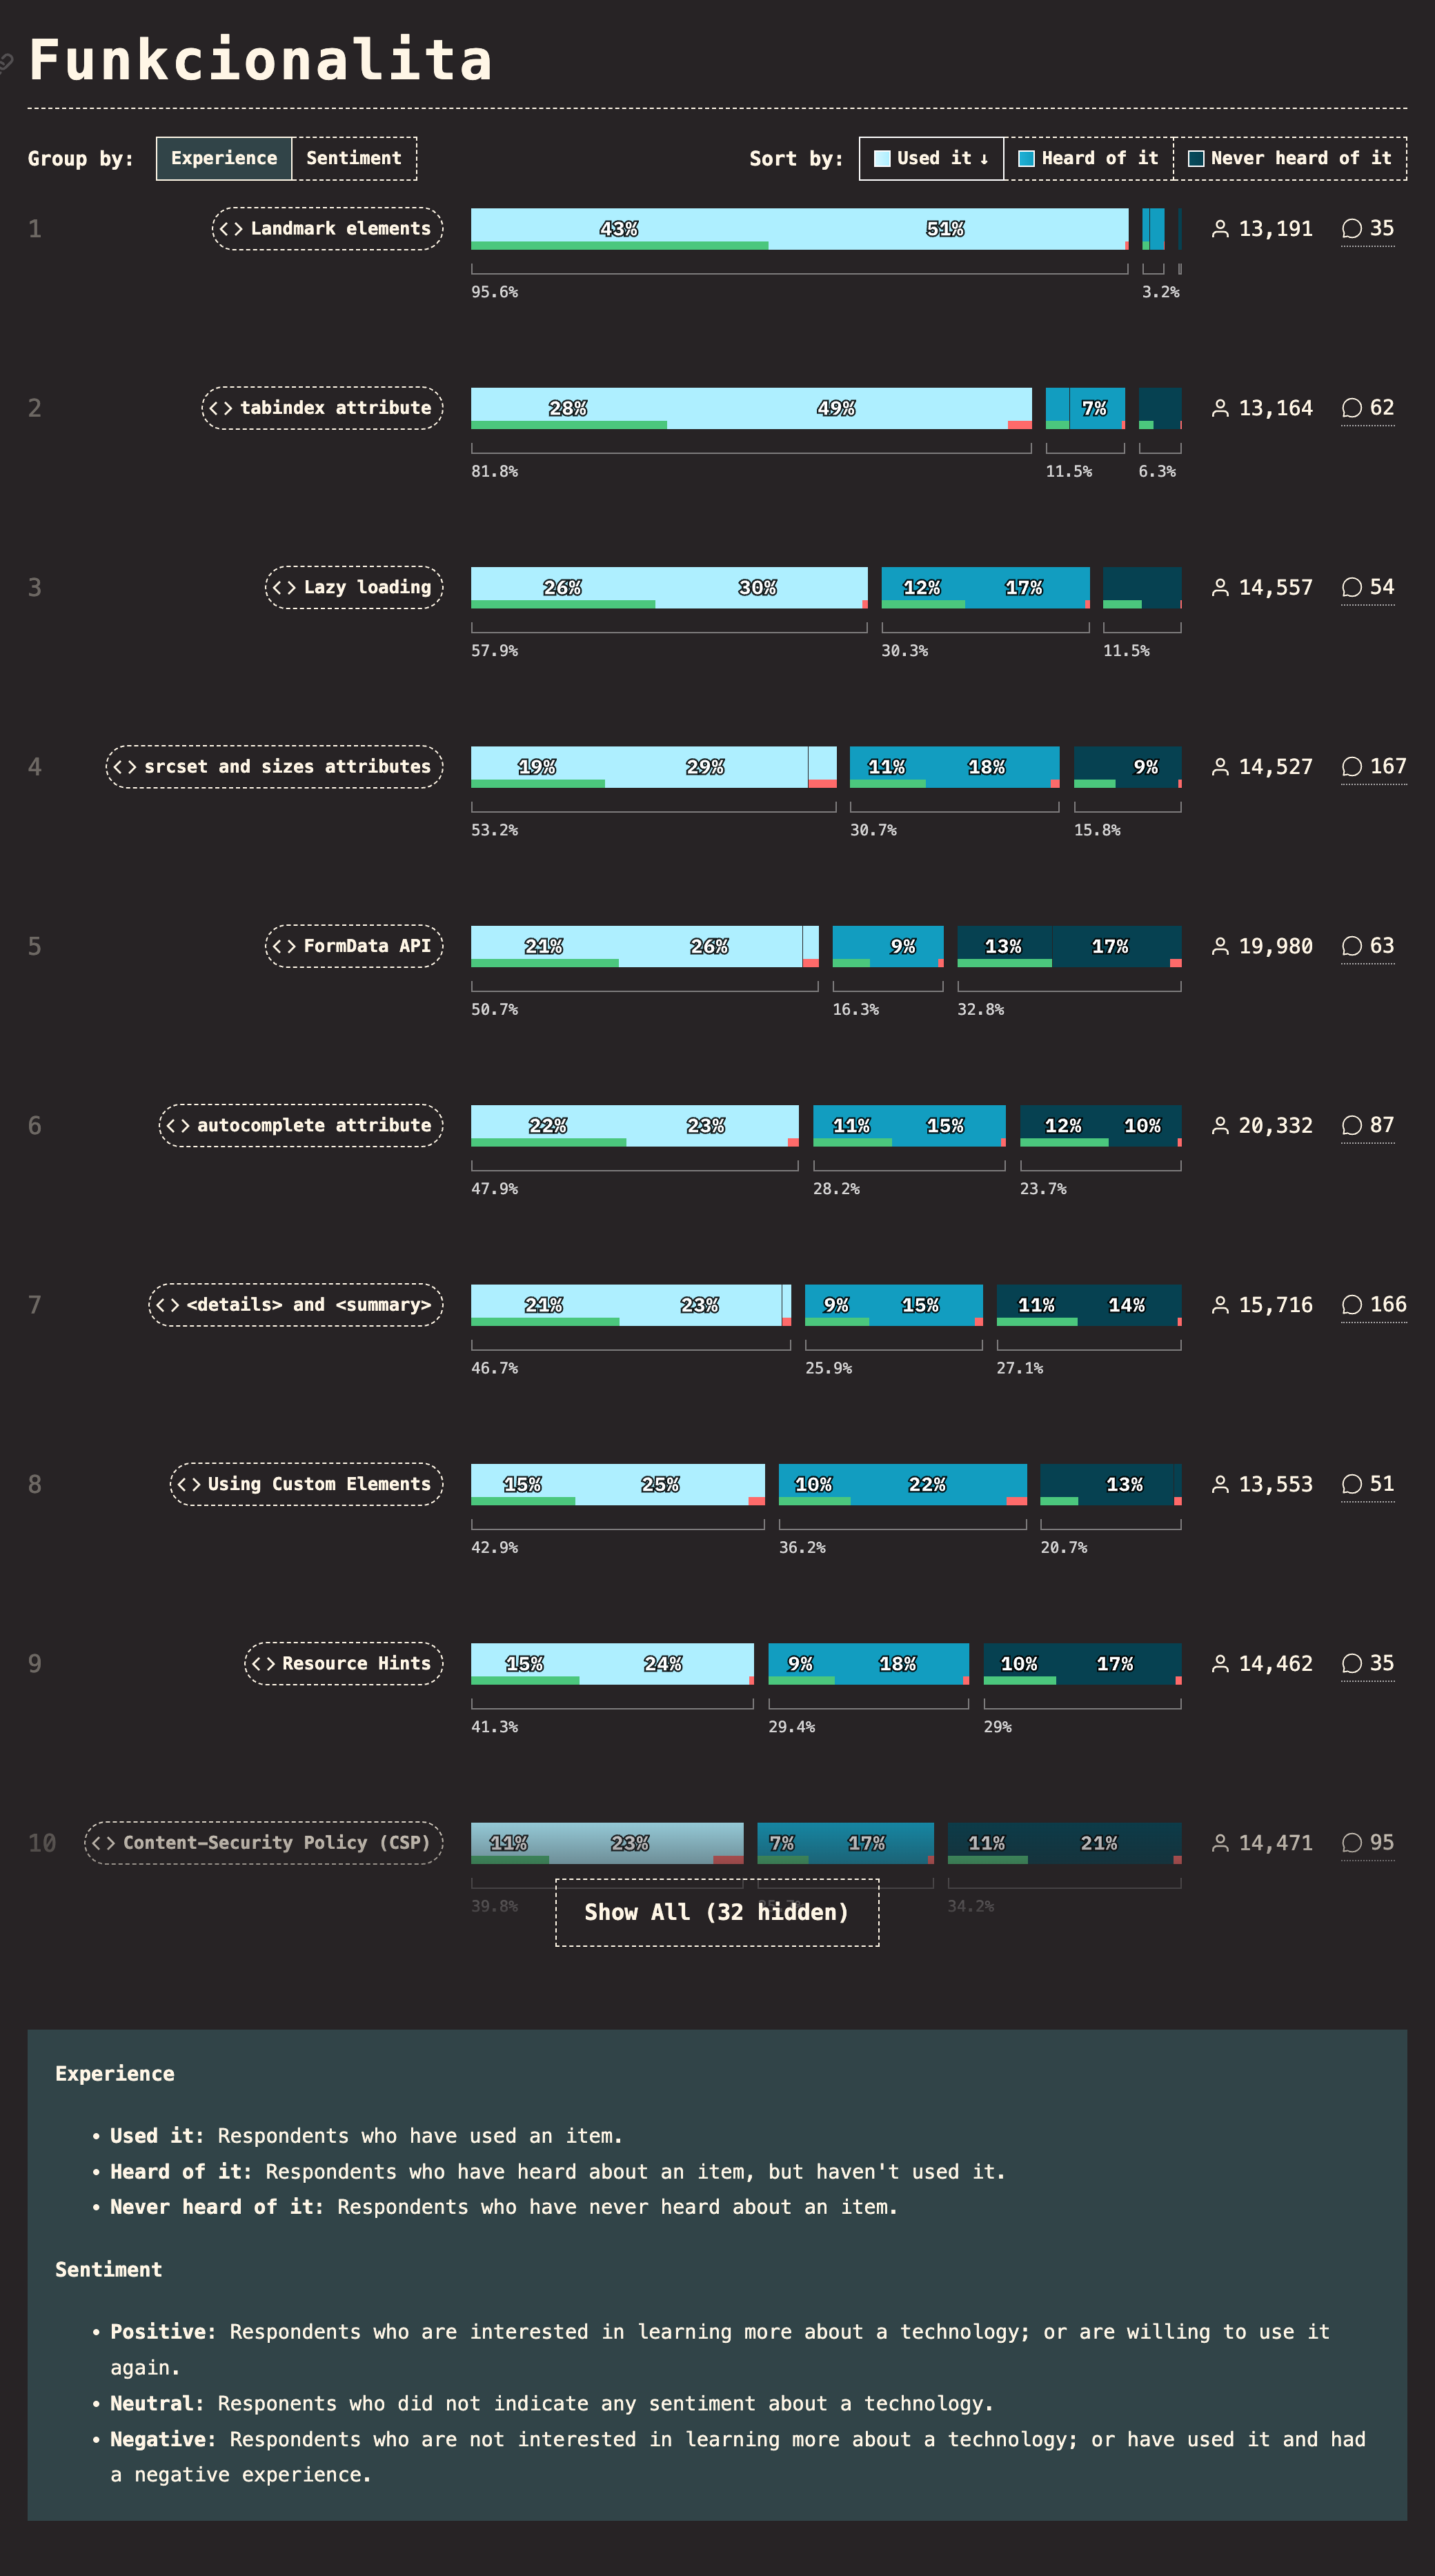 Funkcionalita
Group by: Experience Sentiment Sort by: Used it ↓ Heard of it Never heard of it
1 <> Landmark elements 43% 51% 13,191 35
95.6% 3.2%
2 <> tabindex attribute 28% 49% 7% 13,164 62
81.8% 11.5% 6.3%
3 <> Lazy loading 26% 30% 12% 17% 14,557 54
57.9% 30.3% 11.5%
4 <> srcset and sizes attributes 19% 29% 11% 18% 9% 14,527 167
53.2% 30.7% 15.8%
5 <> FormData API 21% 26% 9% 13% 17% 19,980 63
50.7% 16.3% 32.8%
6 <> autocomplete attribute 22% 23% 11% 15% 12% 10% 20,332 87
47.9% 28.2% 23.7%
7 <> <details> and <summary> 21% 23% 9% 15% 11% 14% 15,716 166
46.7% 25.9% 27.1%
8 <> Using Custom Elements 15% 25% 10% 22% 13% 13,553 51
42.9% 36.2% 20.7%
9 <> Resource Hints 15% 24% 9% 18% 10% 17% 14,462 35
41.3% 29.4% 29%
10 <> Content-Security Policy (CSP) 11% 23% 7% 17% 11% 21% 14,471 95
39.8% 34.2%
Show All (32 hidden)
Experience
• Used it: Respondents who have used an item.
• Heard of it: Respondents who have heard about an item, but haven't used it.
• Never heard of it: Respondents who have never heard about an item.
Sentiment
• Positive: Respondents who are interested in learning more about a technology; or are willing to use it
again.
• Neutral: Responents who did not indicate any sentiment about a technology.
• Negative: Respondents who are not interested in learning more about a technology; or have used it and had
a negative experience.